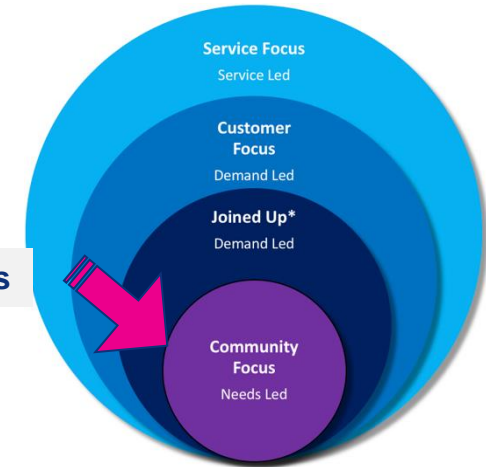 Service Focus
Service Led
Customer
Focus
Demand Led
Joined Up*
Demand Led
Community
Focus
Needs Led